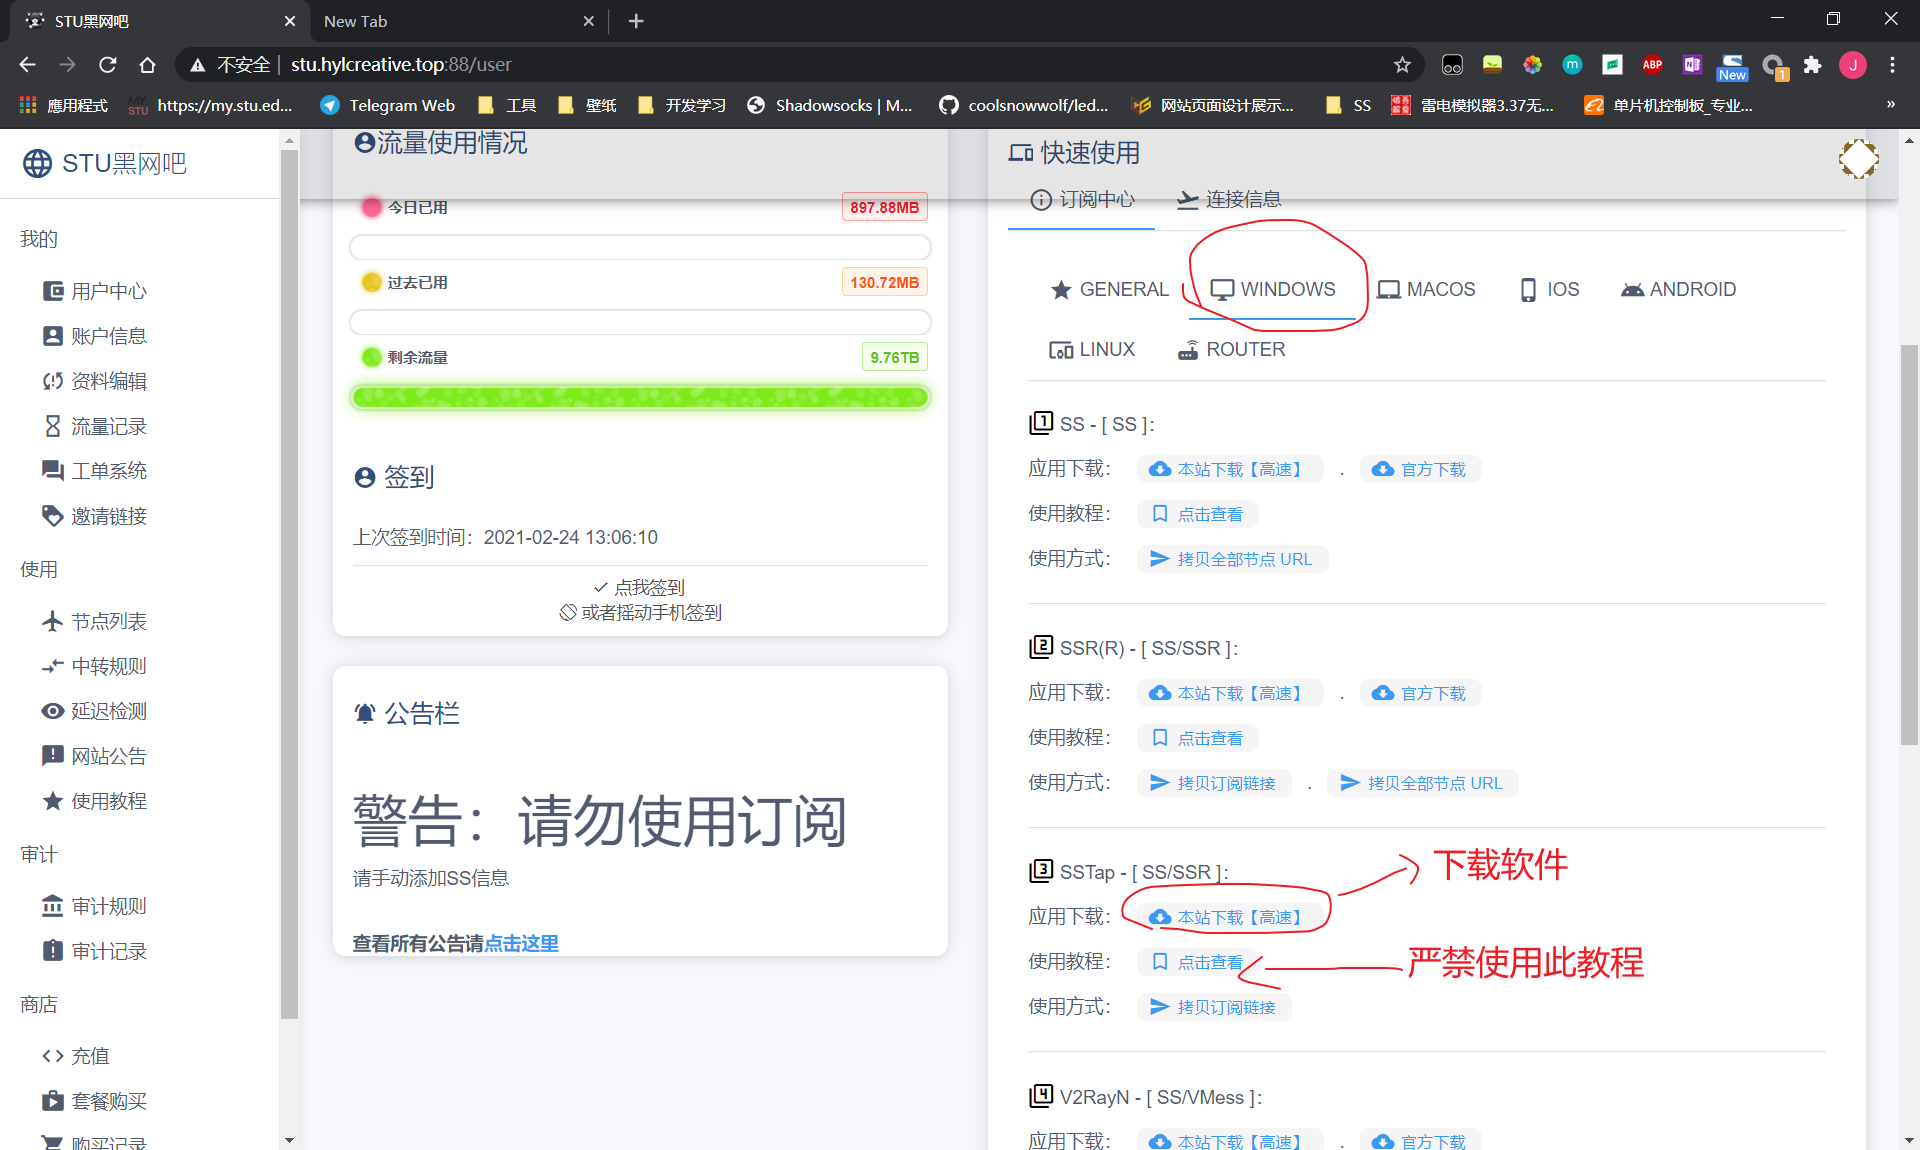 STU黑网吧
New Tab
不安全 stu.hylcreative.top:88/user
ABP
New
1
J
應用程式
MY STU
https://my.stu.ed...
Telegram Web
工具
壁纸
开发学习
Shadowsocks | M...
coolsnowwolf/led...
网站页面设计展示...
SS
雷电模拟器3.37无...
单片机控制板_专业...
»
STU黑网吧
我的
用户中心
账户信息
资料编辑
流量记录
工单系统
邀请链接
使用
节点列表
中转规则
延迟检测
网站公告
使用教程
审计
审计规则
审计记录
商店
充值
套餐购买
购买记录
流量使用情况
今日已用 897.88MB
过去已用 130.72MB
剩余流量 9.76TB
签到
上次签到时间：2021-02-24 13:06:10
点我签到
或者摇动手机签到
公告栏
警告：请勿使用订阅
请手动添加SS信息
查看所有公告请点击这里
快速使用
订阅中心 连接信息
GENERAL WINDOWS MACOS IOS ANDROID
LINUX ROUTER
1 SS - [ SS ]：
应用下载： 本站下载【高速】 . 官方下载
使用教程： 点击查看
使用方式： 拷贝全部节点 URL
2 SSR(R) - [ SS/SSR ]：
应用下载： 本站下载【高速】 . 官方下载
使用教程： 点击查看
使用方式： 拷贝订阅链接 . 拷贝全部节点 URL
3 SSTap - [ SS/SSR ]：
下载软件
应用下载： 本站下载【高速】
使用教程： 点击查看
严禁使用此教程
使用方式： 拷贝订阅链接
4 V2RayN - [ SS/VMess ]：
应用下载： 本站下载【高速】 . 官方下载